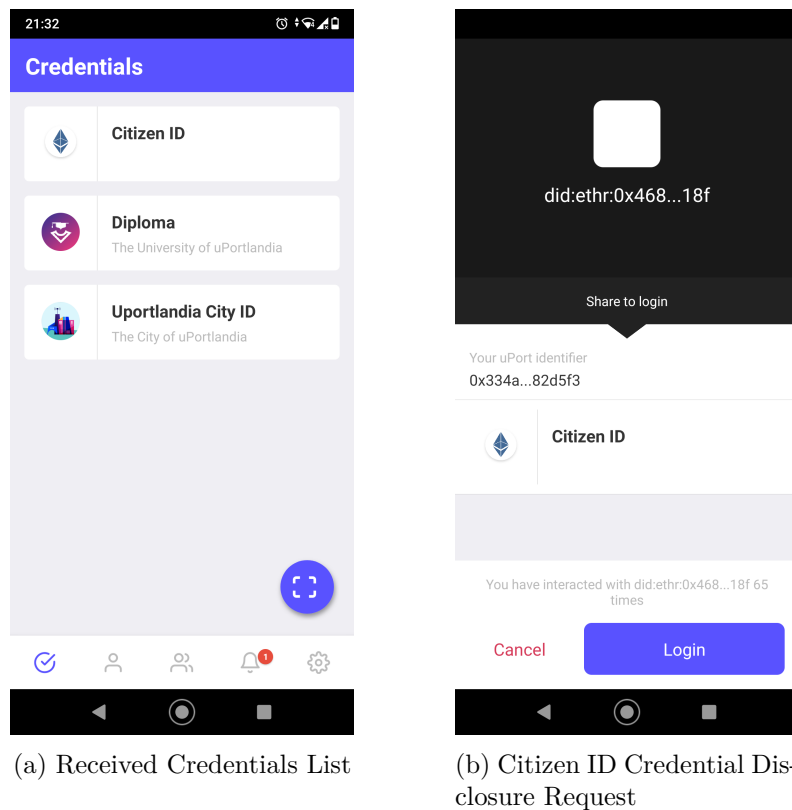 21:32
Credentials
Citizen ID
Diploma
The University of uPortlandia
Uportlandia City ID
The City of uPortlandia
1
(a) Received Credentials List
did:ethr:0x468...18f
Share to login
Your uPort identifier
0x334a...82d5f3
Citizen ID
You have interacted with did:ethr:0x468...18f 65
times
Cancel
Login
(b) Citizen ID Credential Dis-
closure Request